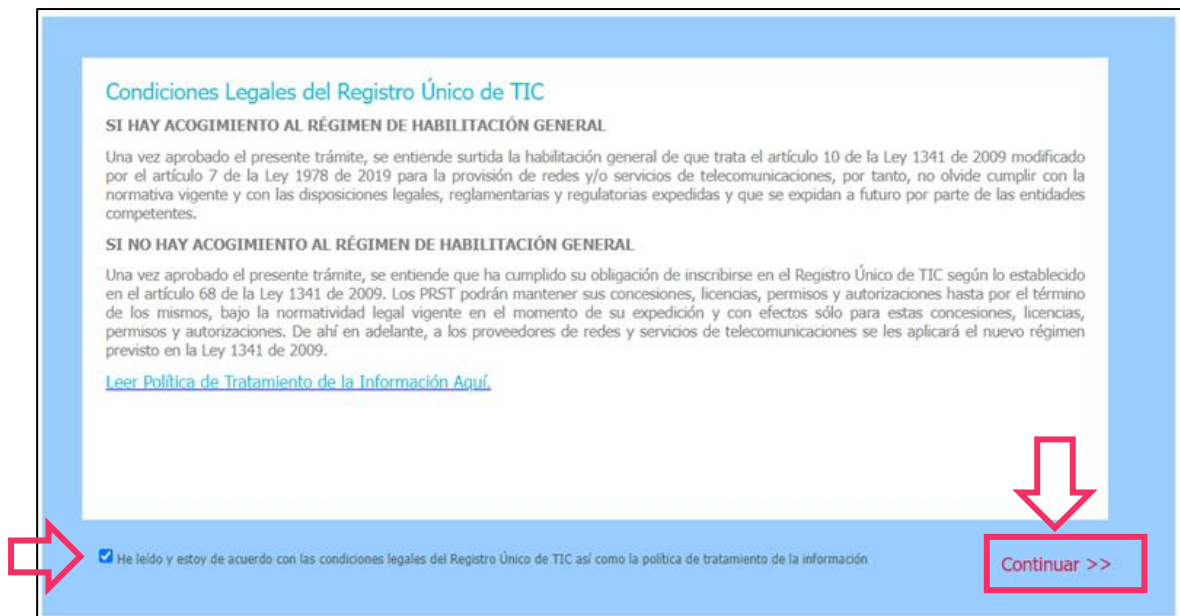 Condiciones Legales del Registro Único de TIC
SI HAY ACOGIMIENTO AL RÉGIMEN DE HABILITACIÓN GENERAL
Una vez aprobado el presente trámite, se entiende surtida la habilitación general de que trata el artículo 10 de la Ley 1341 de 2009 modificado
por el artículo 7 de la Ley 1978 de 2019 para la provisión de redes y/o servicios de telecomunicaciones, por tanto, no olvide cumplir con la
normativa vigente y con las disposiciones legales, reglamentarias y regulatorias expedidas y que se expidan a futuro por parte de las entidades
competentes.
SI NO HAY ACOGIMIENTO AL RÉGIMEN DE HABILITACIÓN GENERAL
Una vez aprobado el presente trámite, se entiende que ha cumplido su obligación de inscribirse en el Registro Único de TIC según lo establecido
en el artículo 68 de la Ley 1341 de 2009. Los PRST podrán mantener sus concesiones, licencias, permisos y autorizaciones hasta por el término
de los mismos, bajo la normatividad legal vigente en el momento de su expedición y con efectos sólo para estas concesiones, licencias,
permisos y autorizaciones. De ahí en adelante, a los proveedores de redes y servicios de telecomunicaciones se les aplicará el nuevo régimen
previsto en la Ley 1341 de 2009.
Leer Política de Tratamiento de la Información Aquí.
He leído y estoy de acuerdo con las condiciones legales del Registro Único de TIC así como la política de tratamiento de la información
Continuar >>